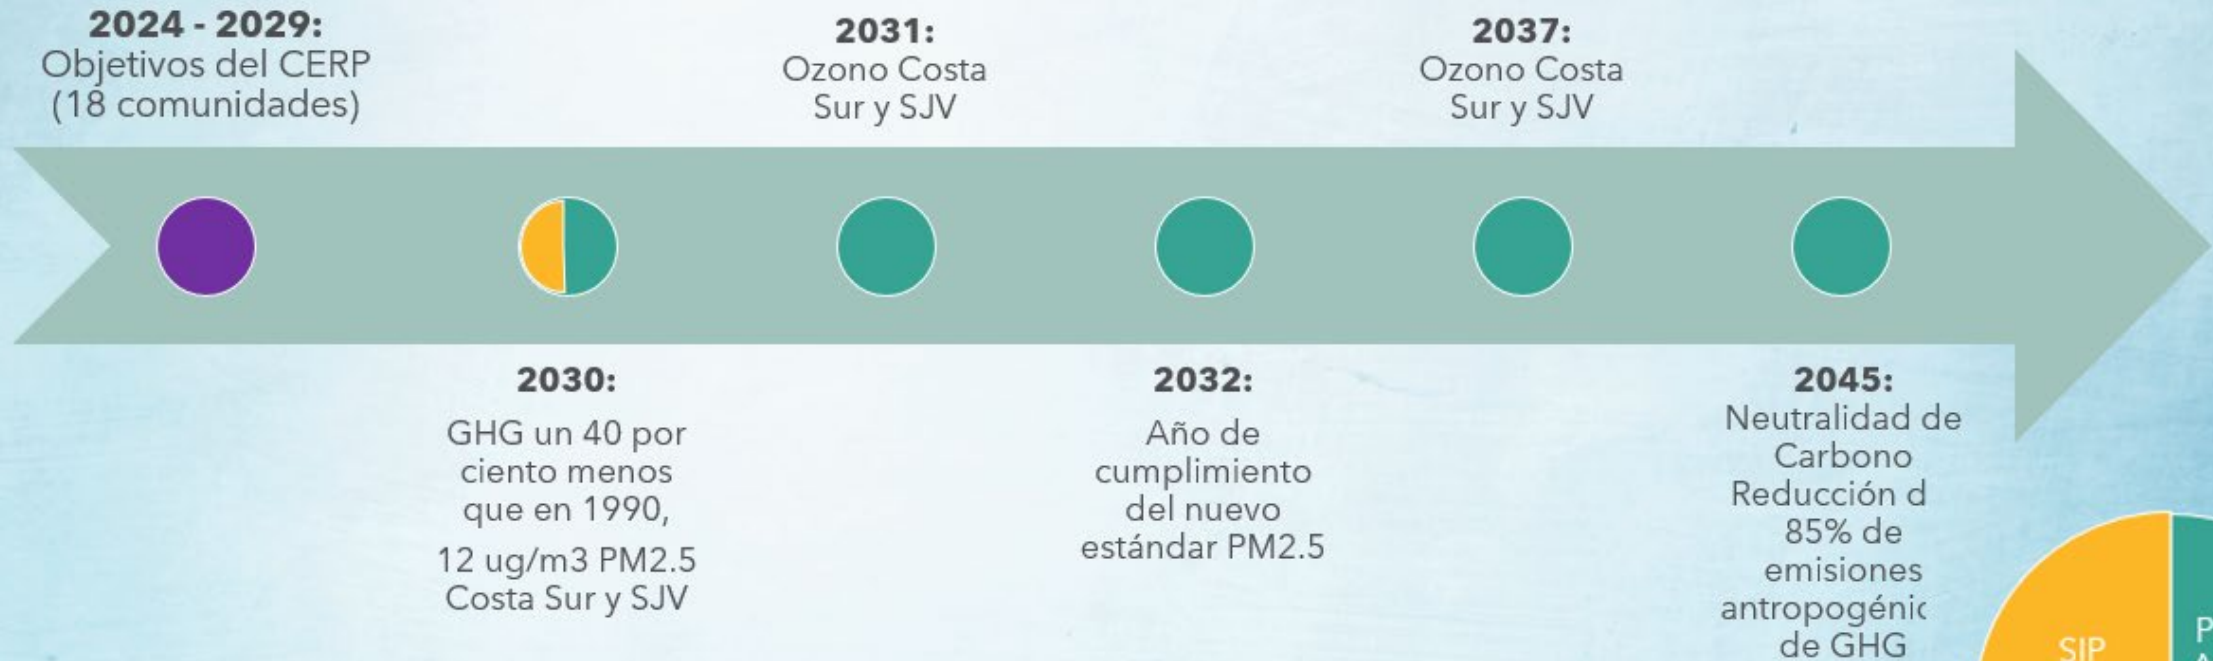 2024 - 2029:
Objetivos del CERP
(18 comunidades)
2030:
GHG un 40 por
ciento menos
que en 1990,
12 ug/m3 PM2.5
Costa Sur y SJV
2031:
Ozono Costa
Sur y SJV
2032:
Año de
cumplimiento
del nuevo
estándar PM2.5
2037:
Ozono Costa
Sur y SJV
2045:
Neutralidad de
Carbono
Reducción d
85% de
emisiones
antropogénic
de GHG
SIP